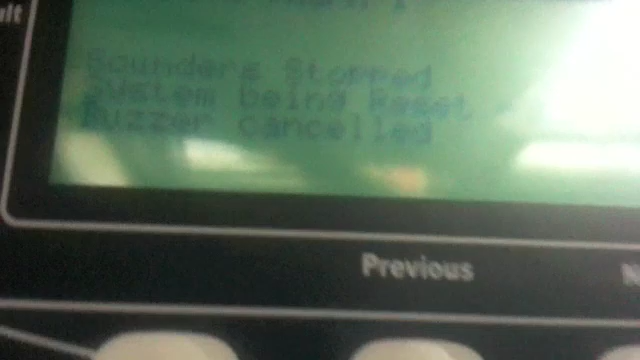 Sounders Stopped
System being Reset
Buzzer cancelled
Previous